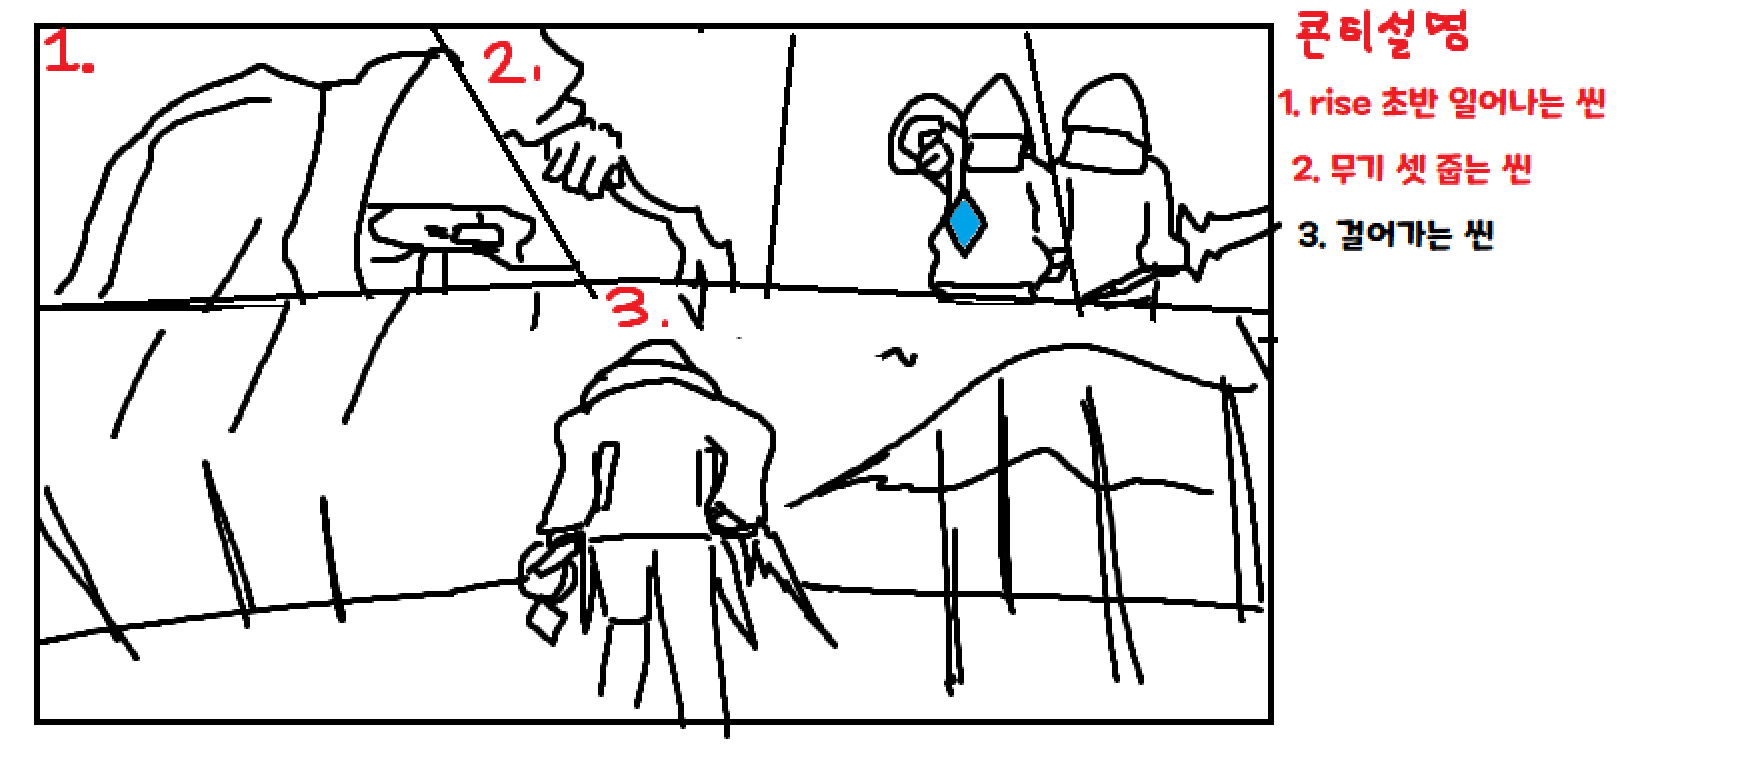 1.
2.
3.
콘티설명
1. rise 초반 일어나는 씬
2. 무기 셋 줍는 씬
3. 걸어가는 씬